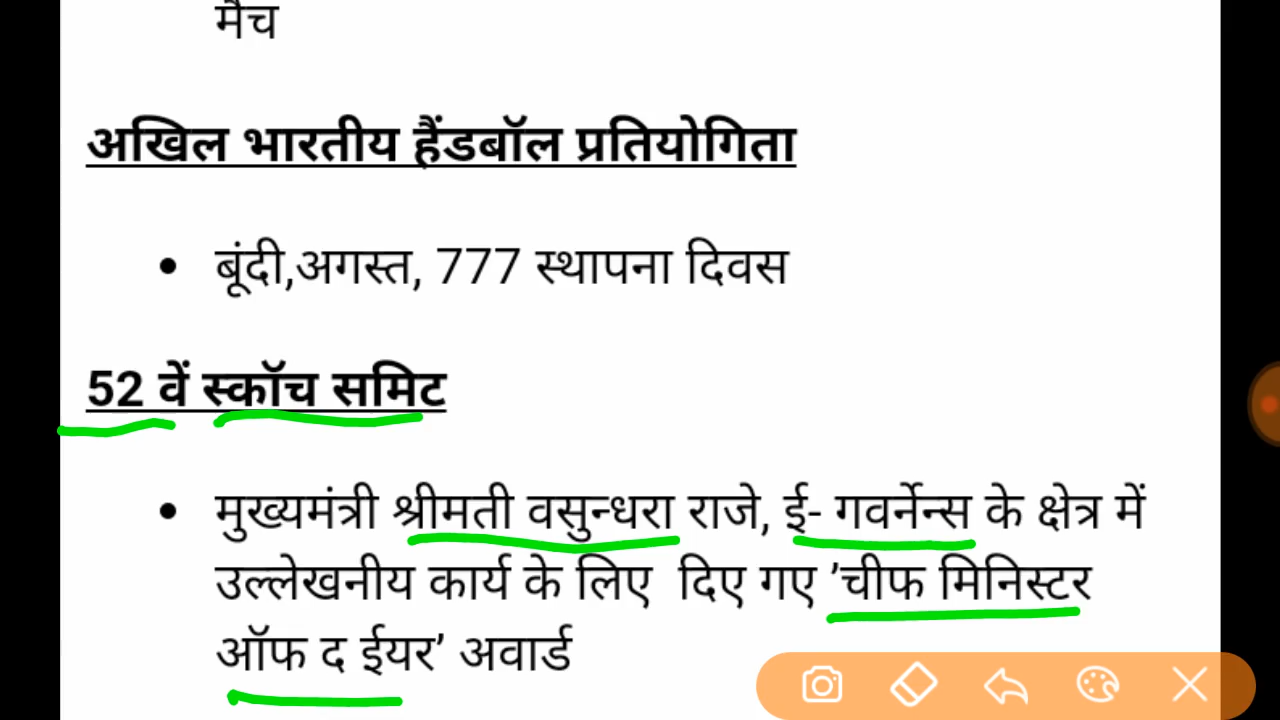 मैच
अखिल भारतीय हैंडबॉल प्रतियोगिता
बूंदी,अगस्त, 777 स्थापना दिवस
52 वें स्कॉच समिट
मुख्यमंत्री श्रीमती वसुन्धरा राजे, ई- गवर्नेन्स के क्षेत्र में
उल्लेखनीय कार्य के लिए दिए गए ’चीफ मिनिस्टर
ऑफ द ईयर’ अवार्ड